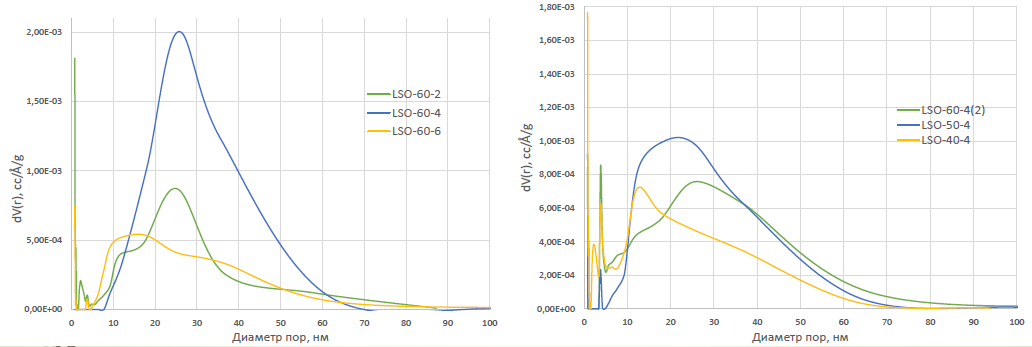 2,00E-03
1,50E-03
1,00E-03
5,00E-04
0,00E+00
dV(r), cc/Å/g
0 10 20 30 40 50 60 70 80 90 100
Диаметр пор, нм
LSO-60-2
LSO-60-4
LSO-60-6
1,80E-03
1,60E-03
1,40E-03
1,20E-03
1,00E-03
8,00E-04
6,00E-04
4,00E-04
2,00E-04
0,00E+00
dV(r), cc/Å/g
0 10 20 30 40 50 60 70 80 90 100
Диаметр пор, нм
LSO-60-4(2)
LSO-50-4
LSO-40-4